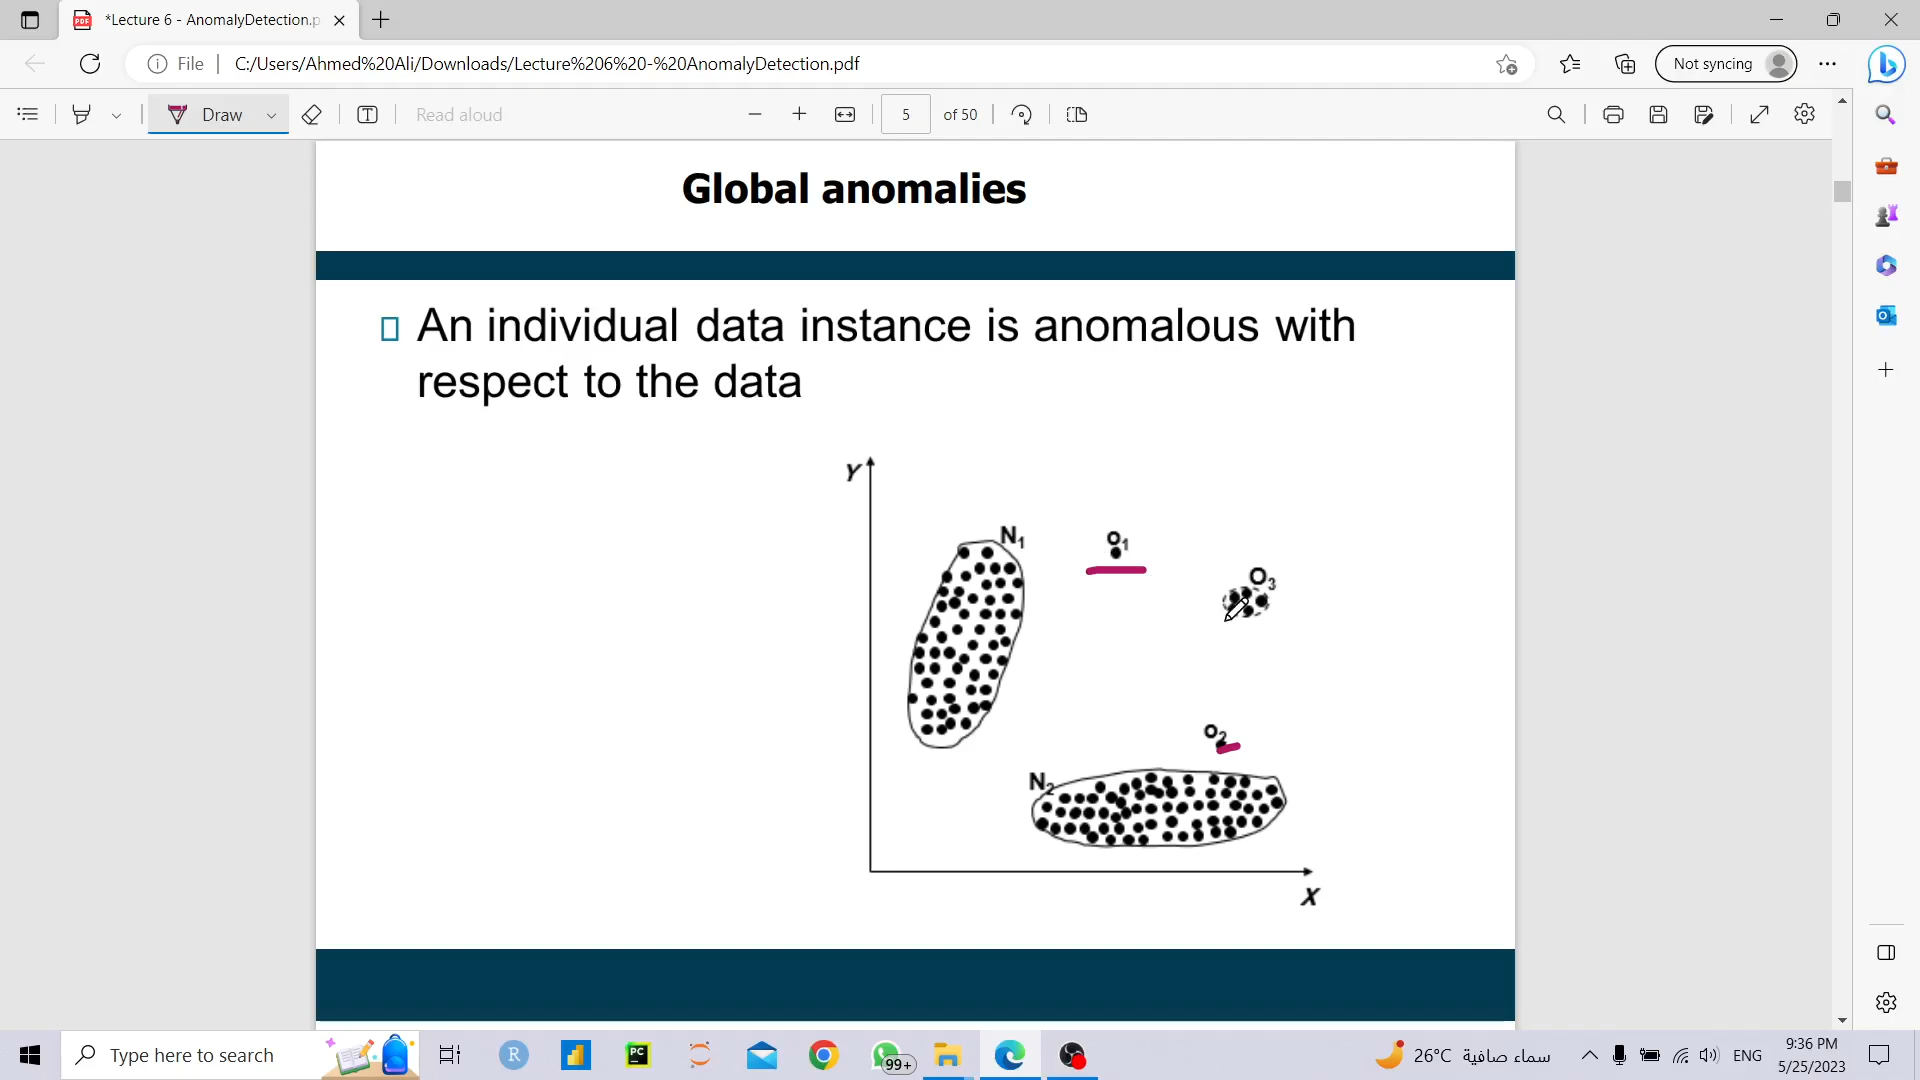 *Lecture 6 - AnomalyDetection.p
File
C:/Users/Ahmed%20Ali/Downloads/Lecture%206%20-%20AnomalyDetection.pdf
Not syncing
Draw
Read aloud
5
of 50
Global anomalies
An individual data instance is anomalous with
respect to the data
Y
N1
o1
O3
o2
N2
X
Type here to search
R
PC
99+
26°C سماء صافية
ENG
9:36 PM
5/25/2023